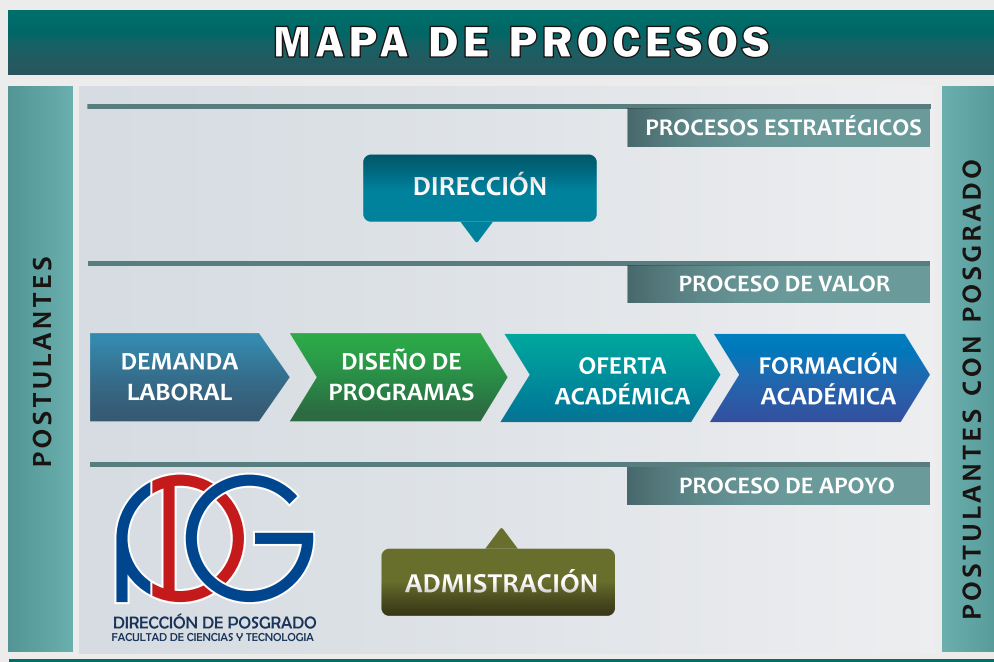 MAPA DE PROCESOS
POSTULANTES
PROCESOS ESTRATÉGICOS
DIRECCIÓN
PROCESO DE VALOR
DEMANDA
LABORAL
DISEÑO DE
PROGRAMAS
OFERTA
ACADÉMICA
FORMACIÓN
ACADÉMICA
PROCESO DE APOYO
ADMISTRACIÓN
PDG
DIRECCIÓN DE POSGRADO
FACULTAD DE CIENCIAS Y TECNOLOGIA
POSTULANTES CON POSGRADO